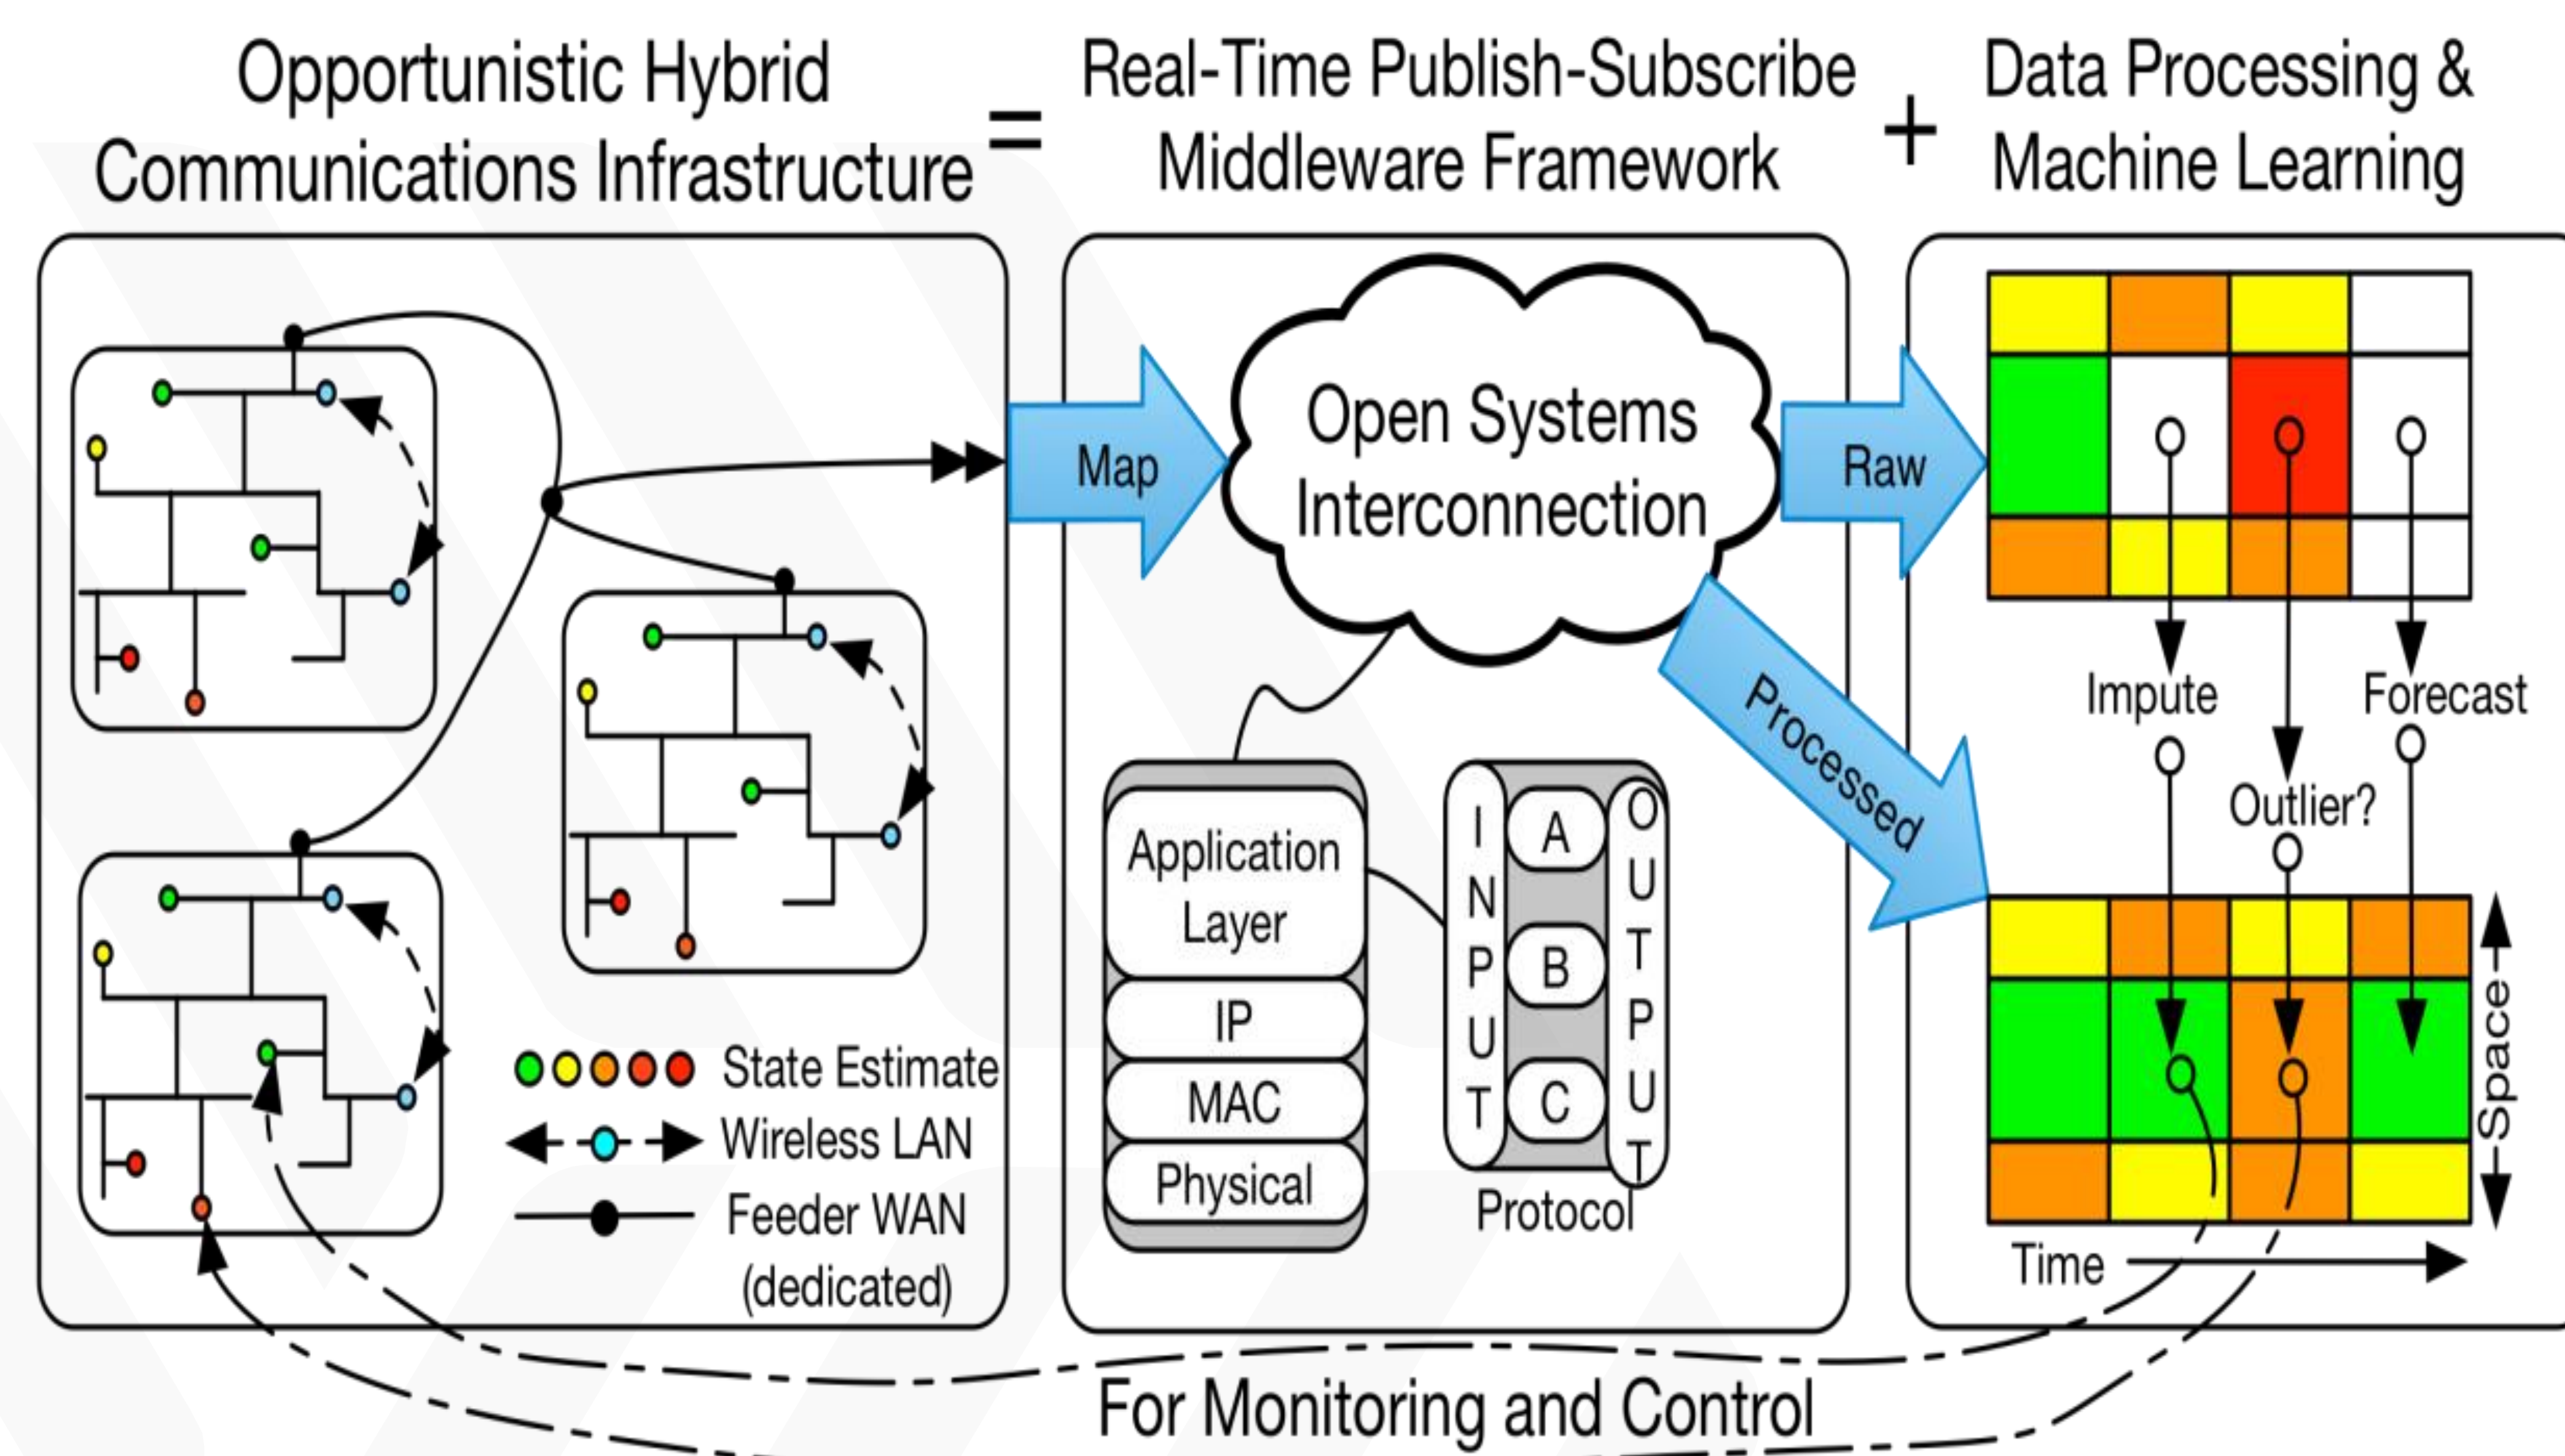 Opportunistic Hybrid
Communications Infrastructure
=
Real-Time Publish-Subscribe
Middleware Framework
+
Data Processing &
Machine Learning
Map
Open Systems
Interconnection
Raw
Processed
Impute
Forecast
Outlier?
Application
Layer
IP
MAC
Physical
INPUT
A
B
C
OUTPUT
Protocol
State Estimate
Wireless LAN
Feeder WAN
(dedicated)
Space
Time
For Monitoring and Control